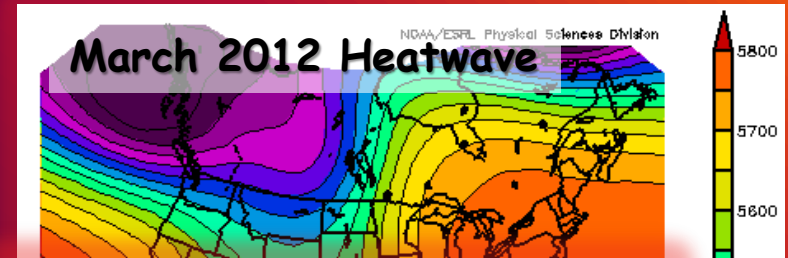 NOAA/ESRL Physical Sciences Division
March 2012 Heatwave
5800
5700
5600